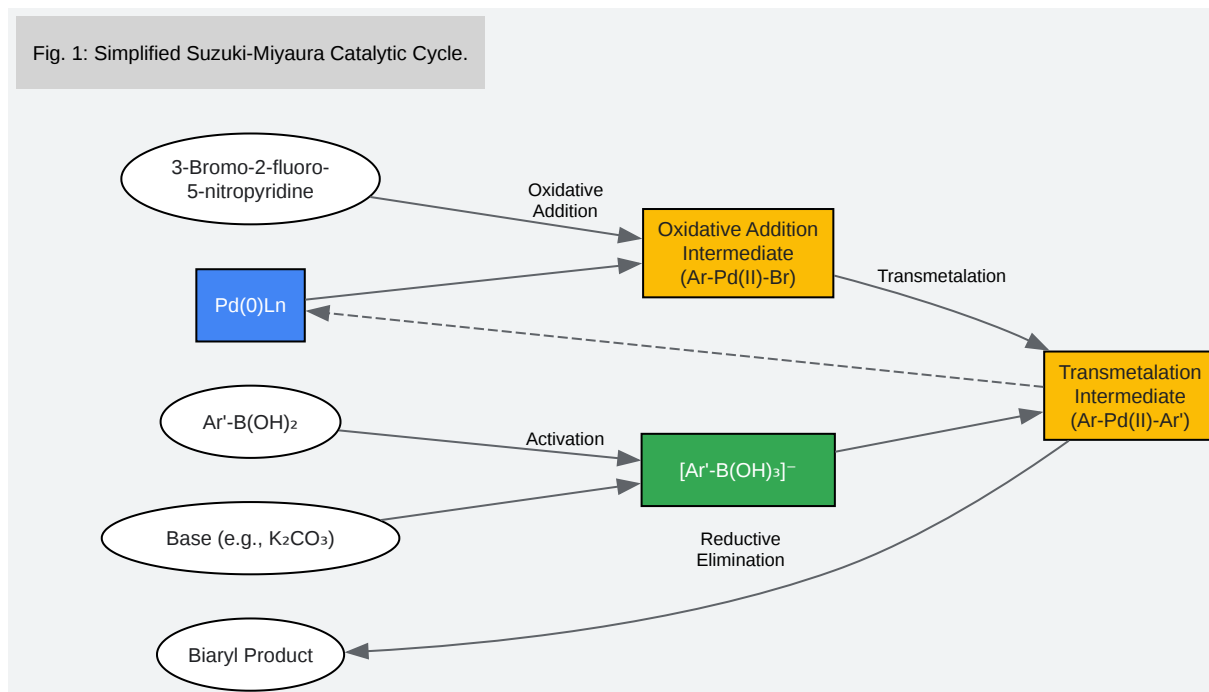 Fig. 1: Simplified Suzuki-Miyaura Catalytic Cycle.
3-Bromo-2-fluoro-
5-nitropyridine
Oxidative
Addition
Oxidative Addition
Intermediate
(Ar-Pd(II)-Br)
Pd(0)Ln
Transmetalation
Transmetalation
Intermediate
(Ar-Pd(II)-Ar')
Ar'-B(OH)₂
Activation
[Ar'-B(OH)₃]⁻
Base (e.g., K₂CO₃)
Reductive
Elimination
Biaryl Product